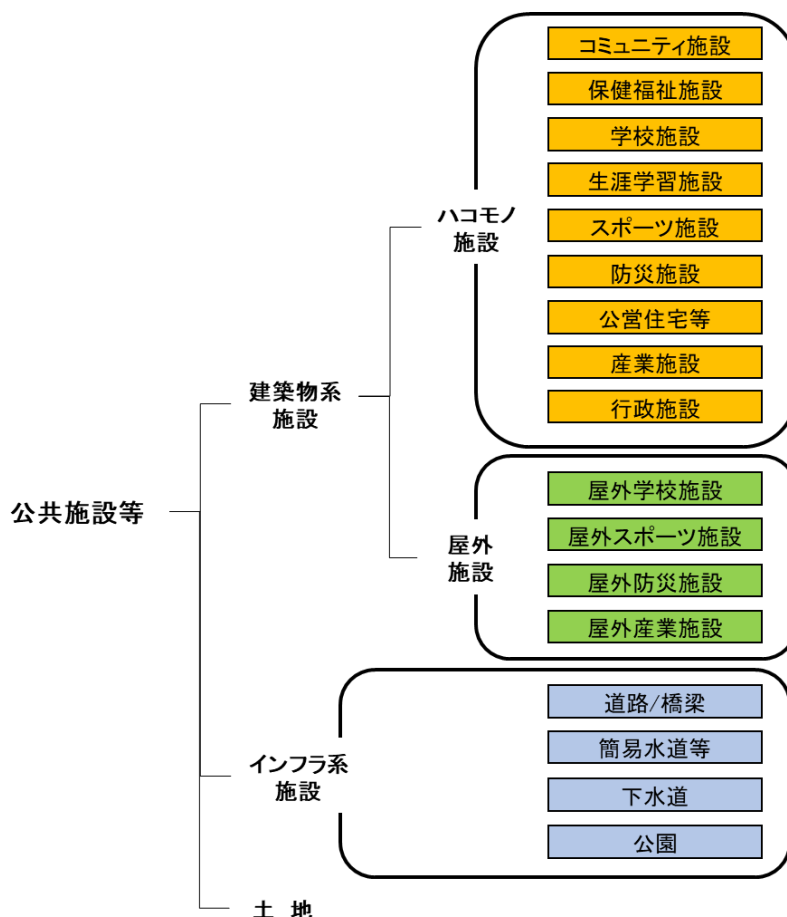 コミュニティ施設
保健福祉施設
学校施設
生涯学習施設
ハコモノ
施設
スポーツ施設
防災施設
公営住宅等
産業施設
行政施設
建築物系
施設
公共施設等
屋外学校施設
屋外スポーツ施設
屋外
施設
屋外防災施設
屋外産業施設
道路/橋梁
簡易水道等
インフラ系
施設
下水道
公園
土 地